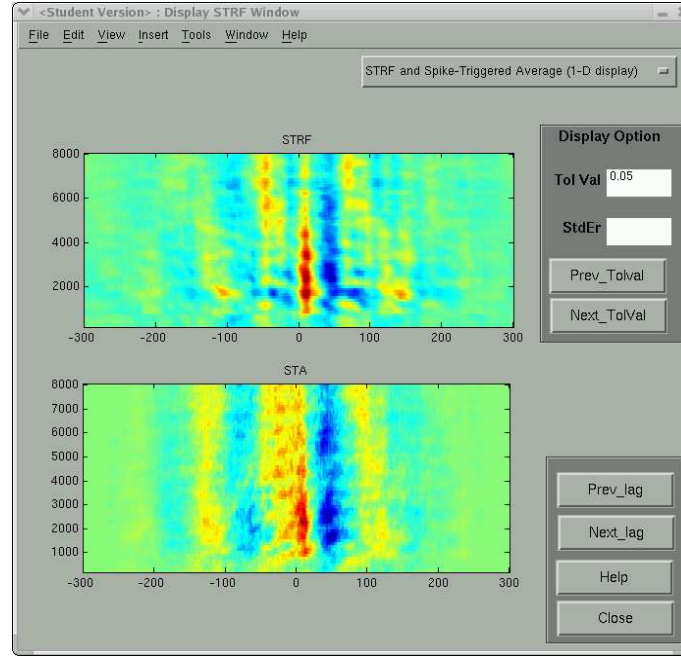 <Student Version> : Display STRF Window
File Edit View Insert Tools Window Help
STRF and Spike-Triggered Average (1-D display)
STRF
8000
6000
4000
2000
-300 -200 -100 0 100 200 300
STA
8000
7000
6000
5000
4000
3000
2000
1000
-300 -200 -100 0 100 200 300
Display Option
Tol Val 0.05
StdEr
Prev_Tolval
Next_TolVal
Prev_lag
Next_lag
Help
Close